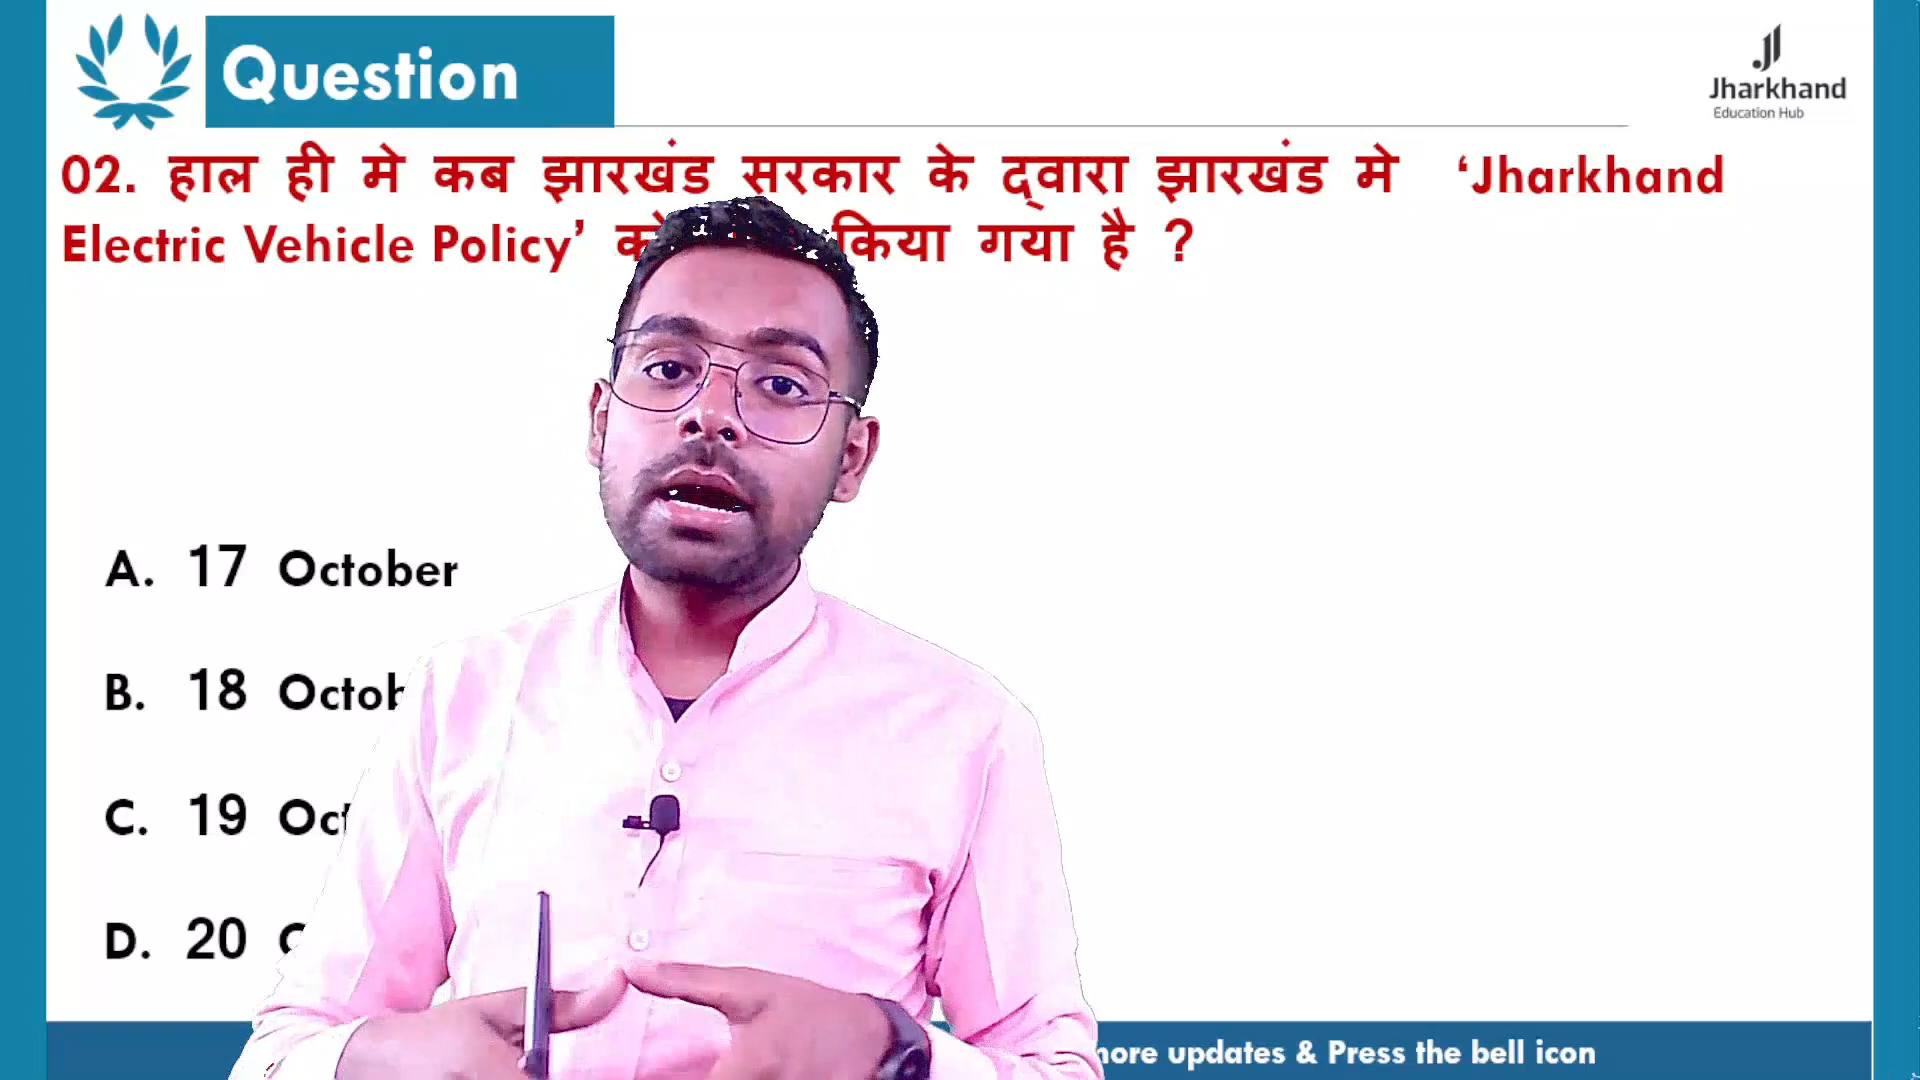 Question
Jharkhand
Education Hub
02. हाल ही मे कब झारखंड सरकार के द्वारा झारखंड मे ‘Jharkhand
Electric Vehicle Policy’ किया गया है ?
A. 17 October
B. 18
C. 19
D. 20
updates & Press the bell icon